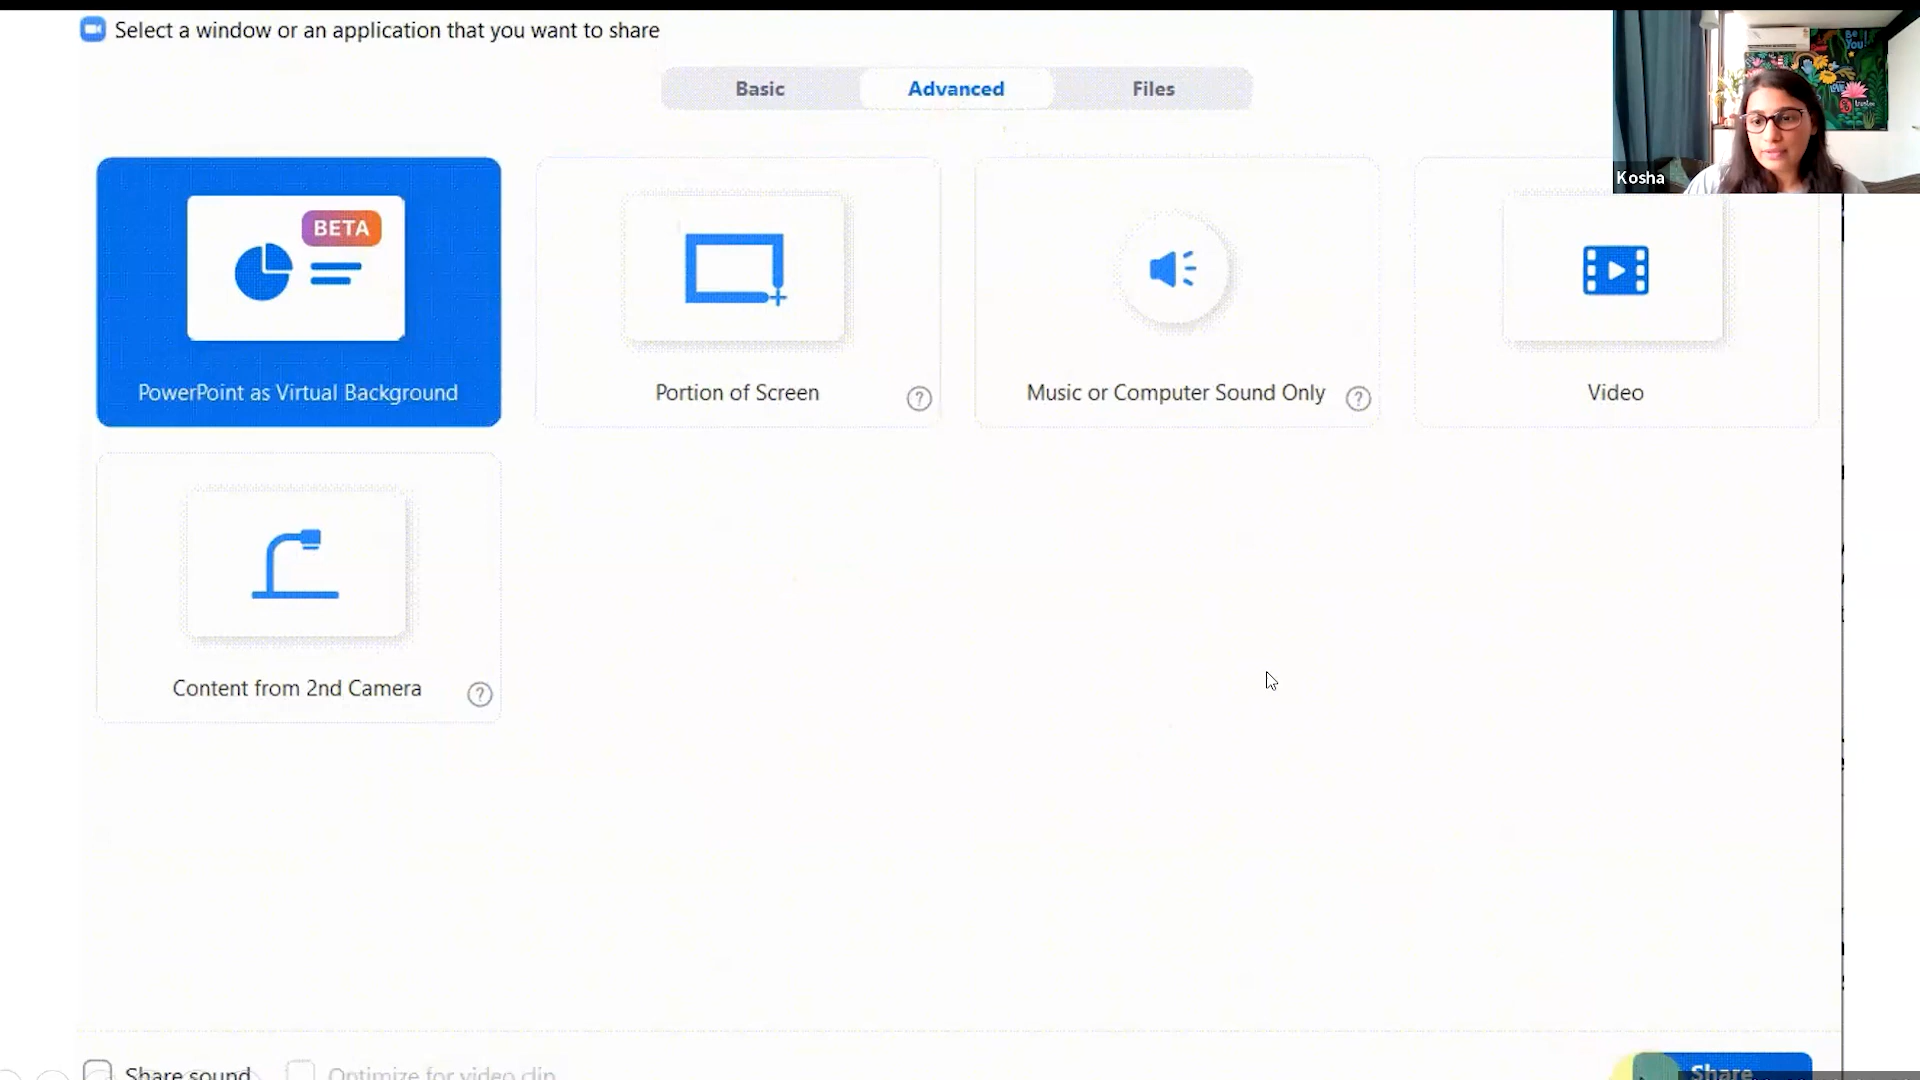 Select a window or an application that you want to share
Basic
Advanced
Files
Be
You!
Kosha
BETA
PowerPoint as Virtual Background
Portion of Screen
?
Music or Computer Sound Only
?
Video
Content from 2nd Camera
?
Share sound
Optimize for video clip
Share